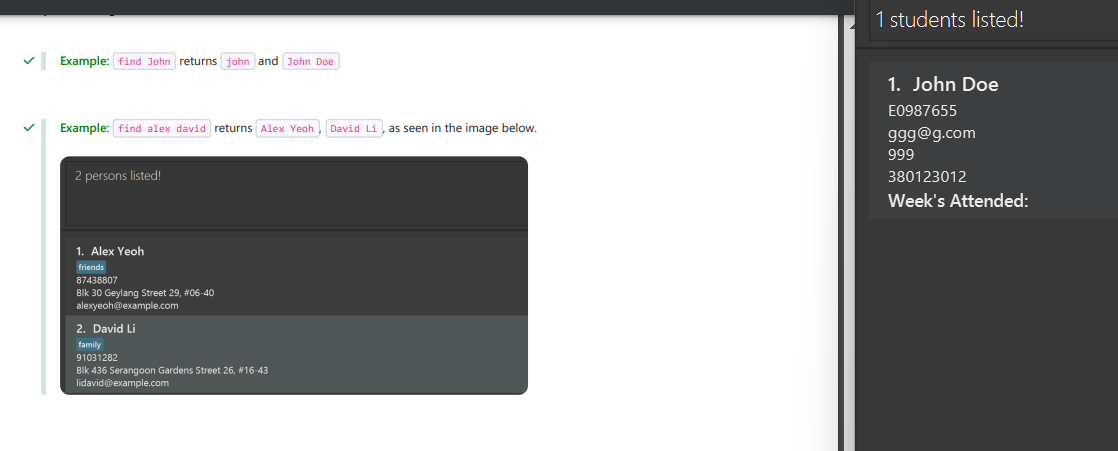 Example: find John returns john and John Doe
Example: find alex david returns Alex Yeoh, David Li, as seen in the image below.
2 persons listed!
1. Alex Yeoh
friends
87438807
Blk 30 Geylang Street 29, #06-40
alexyeoh@example.com
2. David Li
family
91031282
Blk 436 Serangoon Gardens Street 26, #16-43
lidavid@example.com
1 students listed!
1. John Doe
E0987655
ggg@g.com
999
380123012
Week's Attended: